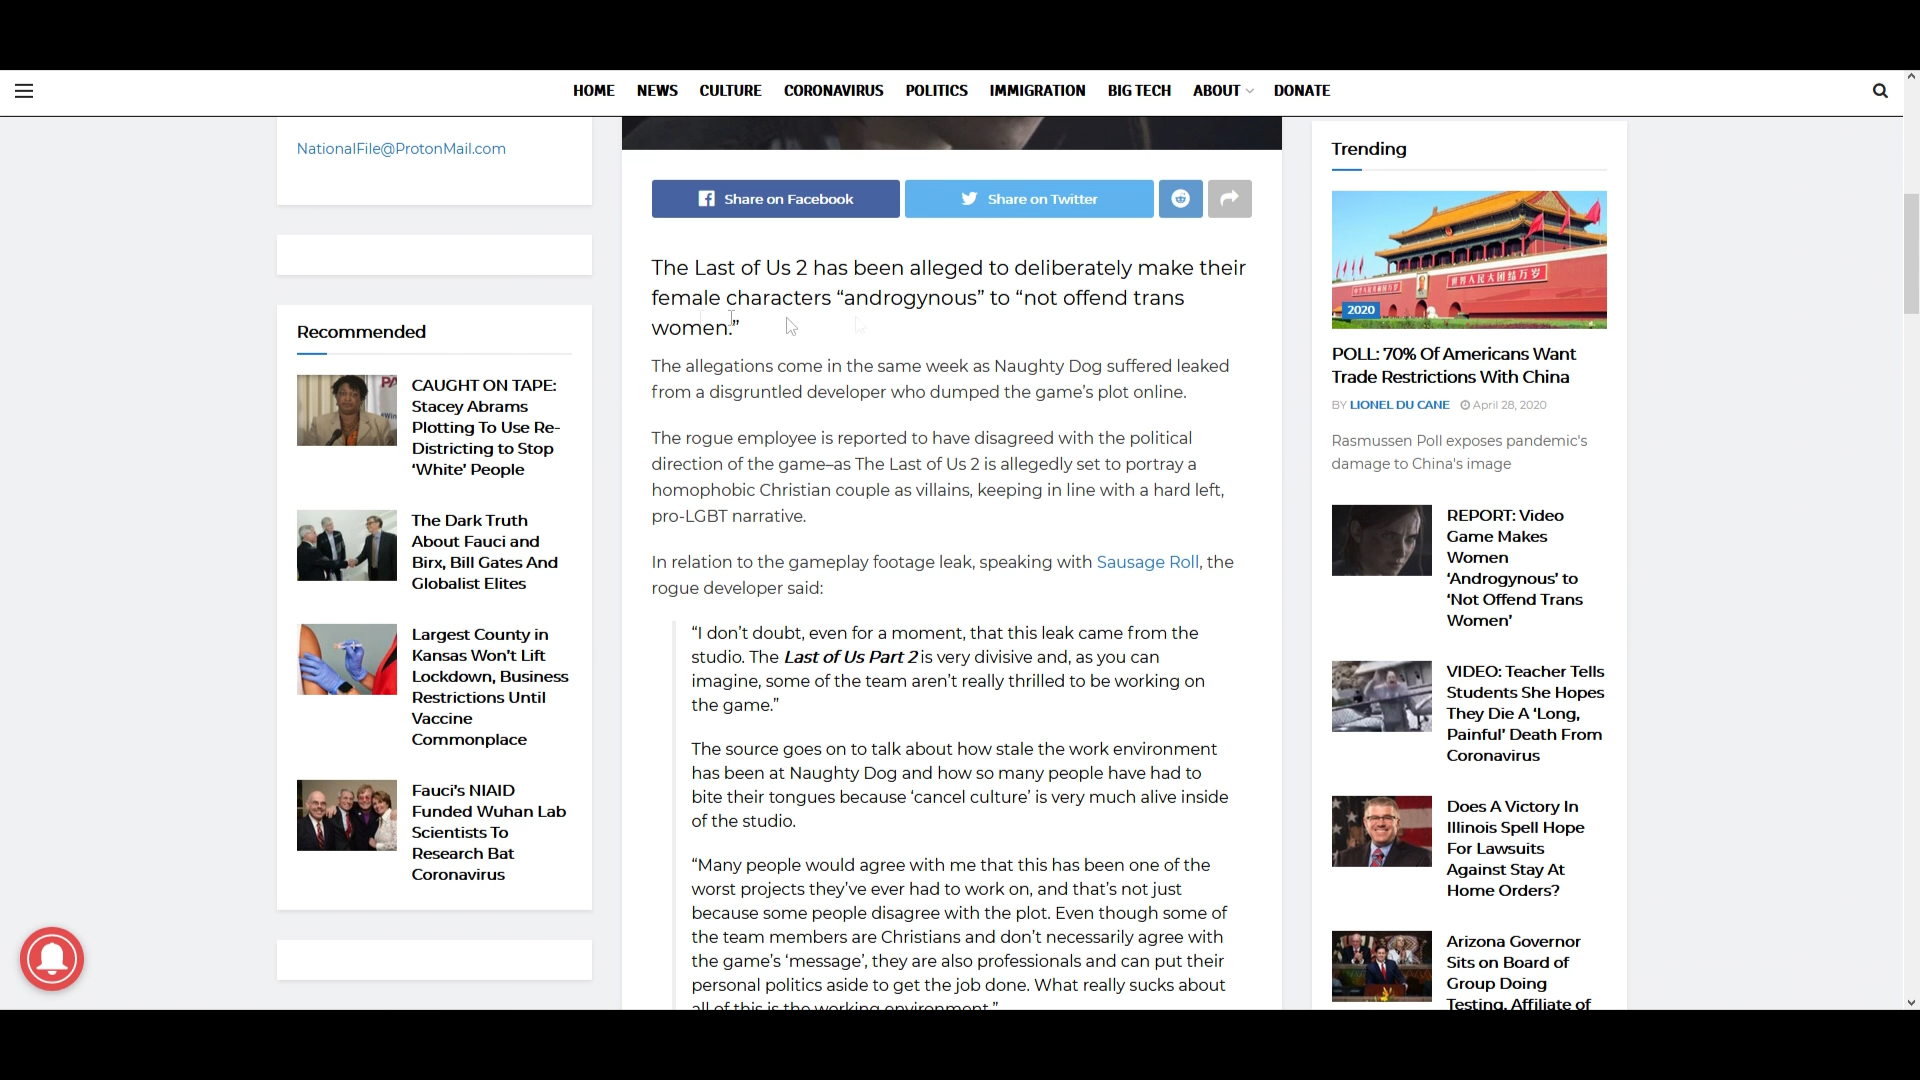 HOME NEWS CULTURE CORONAVIRUS POLITICS IMMIGRATION BIG TECH ABOUT DONATE
NationalFile@ProtonMail.com
Recommended
CAUGHT ON TAPE:
Stacey Abrams
Plotting To Use Re-
Districting to Stop
‘White’ People
The Dark Truth
About Fauci and
Birx, Bill Gates And
Globalist Elites
Largest County in
Kansas Won’t Lift
Lockdown, Business
Restrictions Until
Vaccine
Commonplace
Fauci’s NIAID
Funded Wuhan Lab
Scientists To
Research Bat
Coronavirus
Share on Facebook
Share on Twitter
The Last of Us 2 has been alleged to deliberately make their
female characters “androgynous” to “not offend trans
women.”
The allegations come in the same week as Naughty Dog suffered leaked
from a disgruntled developer who dumped the game’s plot online.
The rogue employee is reported to have disagreed with the political
direction of the game–as The Last of Us 2 is allegedly set to portray a
homophobic Christian couple as villains, keeping in line with a hard left,
pro-LGBT narrative.
In relation to the gameplay footage leak, speaking with Sausage Roll, the
rogue developer said:
“I don’t doubt, even for a moment, that this leak came from the
studio. The Last of Us Part 2 is very divisive and, as you can
imagine, some of the team aren’t really thrilled to be working on
the game.”
The source goes on to talk about how stale the work environment
has been at Naughty Dog and how so many people have had to
bite their tongues because ‘cancel culture’ is very much alive inside
of the studio.
“Many people would agree with me that this has been one of the
worst projects they’ve ever had to work on, and that’s not just
because some people disagree with the plot. Even though some of
the team members are Christians and don’t necessarily agree with
the game’s ‘message’, they are also professionals and can put their
personal politics aside to get the job done. What really sucks about
all of this is the working environment.”
Trending
世界人民大团结万岁
2020
POLL: 70% Of Americans Want
Trade Restrictions With China
BY LIONEL DU CANE April 28, 2020
Rasmussen Poll exposes pandemic's
damage to China's image
REPORT: Video
Game Makes
Women
‘Androgynous’ to
‘Not Offend Trans
Women’
VIDEO: Teacher Tells
Students She Hopes
They Die A ‘Long,
Painful’ Death From
Coronavirus
Does A Victory In
Illinois Spell Hope
For Lawsuits
Against Stay At
Home Orders?
Arizona Governor
Sits on Board of
Group Doing
Testing, Affiliate of